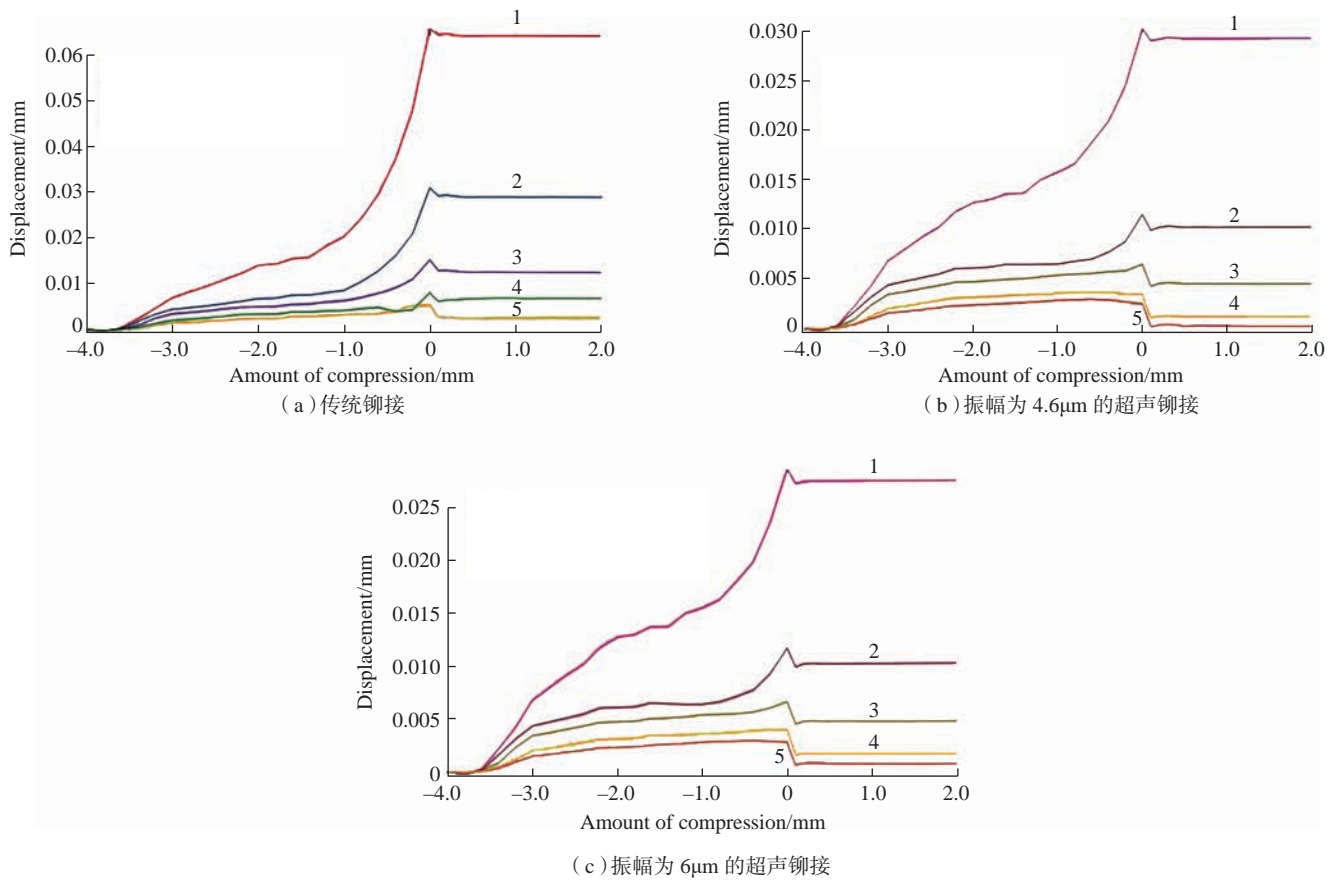 1
0.06
0.05
0.04
0.03
2
0.02
3
0.01
4
5
0
–4.0 –3.0 –2.0 –1.0 0 1.0 2.0
Displacement/mm
Amount of compression/mm
(a)传统铆接
1
0.030
0.025
0.020
0.015
2
0.010
3
0.005
4
5
0
–4.0 –3.0 –2.0 –1.0 0 1.0 2.0
Displacement/mm
Amount of compression/mm
(b)振幅为 4.6μm 的超声铆接
1
0.025
0.020
0.015
2
0.010
3
0.005
4
5
0
–4.0 –3.0 –2.0 –1.0 0 1.0 2.0
Displacement/mm
Amount of compression/mm
(c)振幅为 6μm 的超声铆接